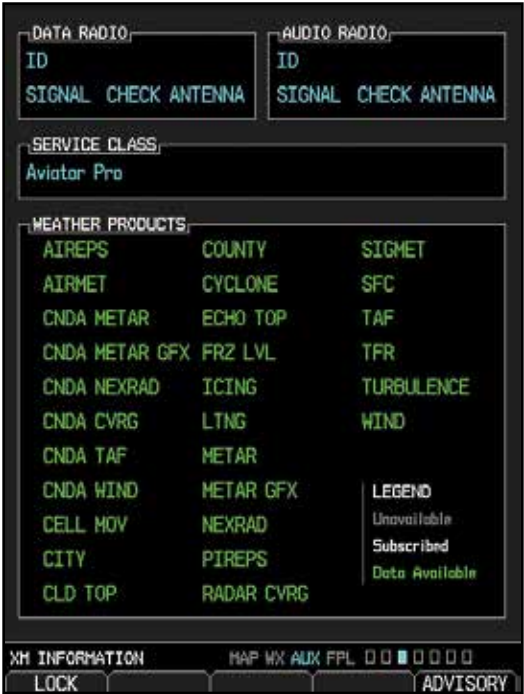 DATA RADIO
ID
SIGNAL CHECK ANTENNA
AUDIO RADIO
ID
SIGNAL CHECK ANTENNA
SERVICE CLASS
Aviator Pro
WEATHER PRODUCTS
AIREPS COUNTY SIGMET
AIRMET CYCLONE SFC
CNDA METAR ECHO TOP TAF
CNDA METAR GFX FRZ LVL TFR
CNDA NEXRAD ICING TURBULENCE
CNDA CVRG LTNG WIND
CNDA TAF METAR
CNDA WIND METAR GFX
CELL MOV NEXRAD
CITY PIREPS
CLD TOP RADAR CVRG
LEGEND
Unavailable
Subscribed
Data Available
XM INFORMATION MAP WX AUX FPL
LOCK ADVISORY